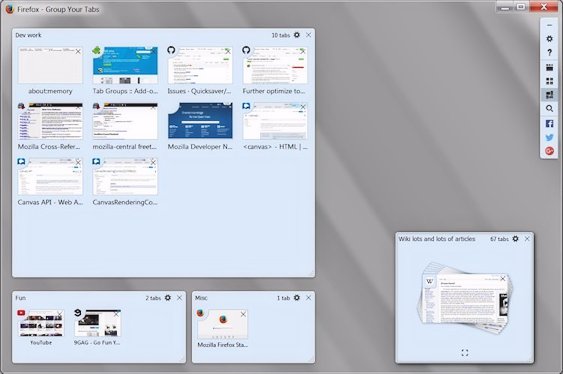 Firefox - Group Your Tabs
Dev work
10 tabs
about:memory
Tab Groups :: Add-o...
Issues - Quicksaver/...
Further optimize to...
Mozilla Cross-Refer...
mozilla-central freet...
Mozilla Developer N...
<canvas> - HTML | ...
Canvas API - Web A...
CanvasRenderingCo...
Wiki lots and lots of articles
67 tabs
Fun
2 tabs
YouTube
9GAG - Go Fun Y...
Misc
1 tab
Mozilla Firefox Sta...